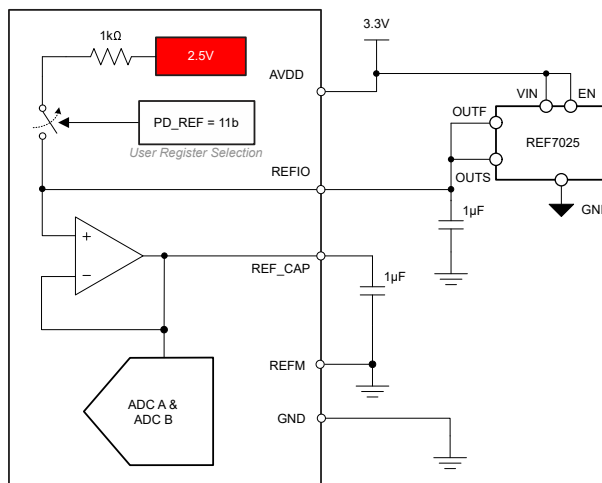 1kΩ
2.5V
3.3V
AVDD
VIN
EN
OUTF
REF7025
PD_REF = 11b
User Register Selection
OUTS
REFIO
GND
1µF
REF_CAP
1µF
+
−
REFM
ADC A &
ADC B
GND